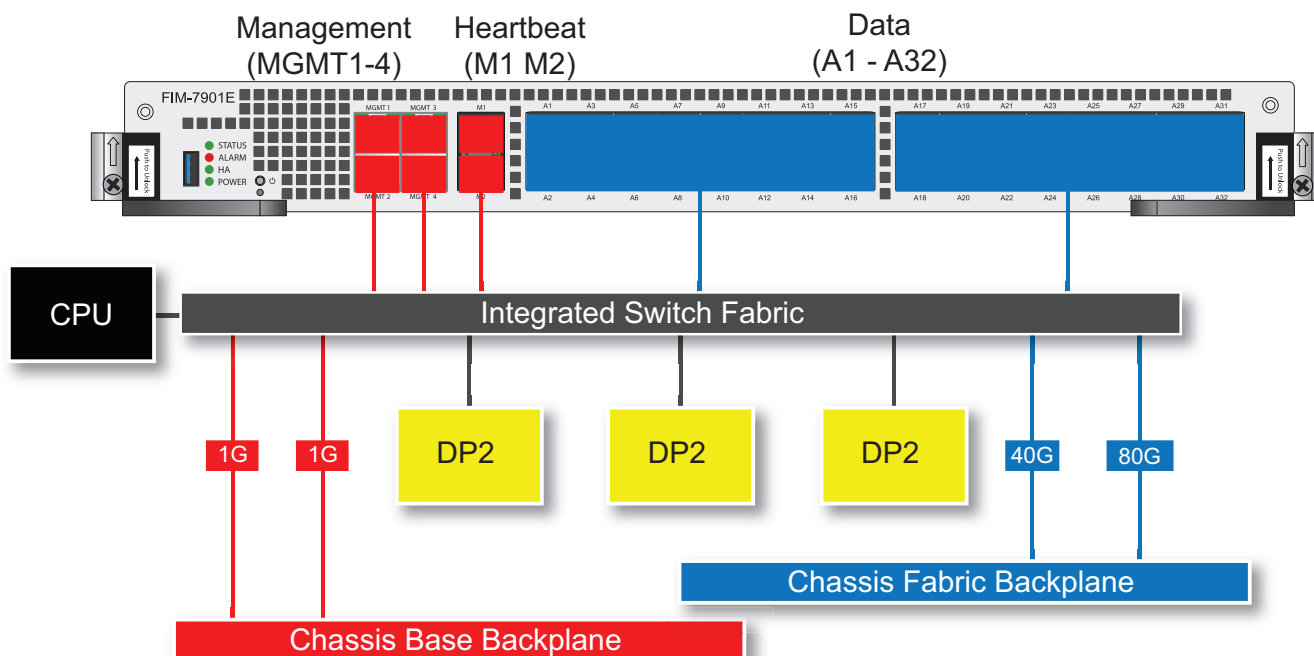 Management
(MGMT1-4)
Heartbeat
(M1 M2)
Data
(A1 - A32)
FIM-7901E
STATUS
ALARM
HA
POWER
MGMT 1 MGMT 3
MGMT 2 MGMT 4
M1
M2
A1 A3 A5 A7 A9 A11 A13 A15
A2 A4 A6 A8 A10 A12 A14 A16
A17 A19 A21 A23 A25 A27 A29 A31
A18 A20 A22 A24 A26 A28 A30 A32
Push to Unlock
Push to Unlock
CPU
Integrated Switch Fabric
1G
1G
DP2
DP2
DP2
40G
80G
Chassis Fabric Backplane
Chassis Base Backplane